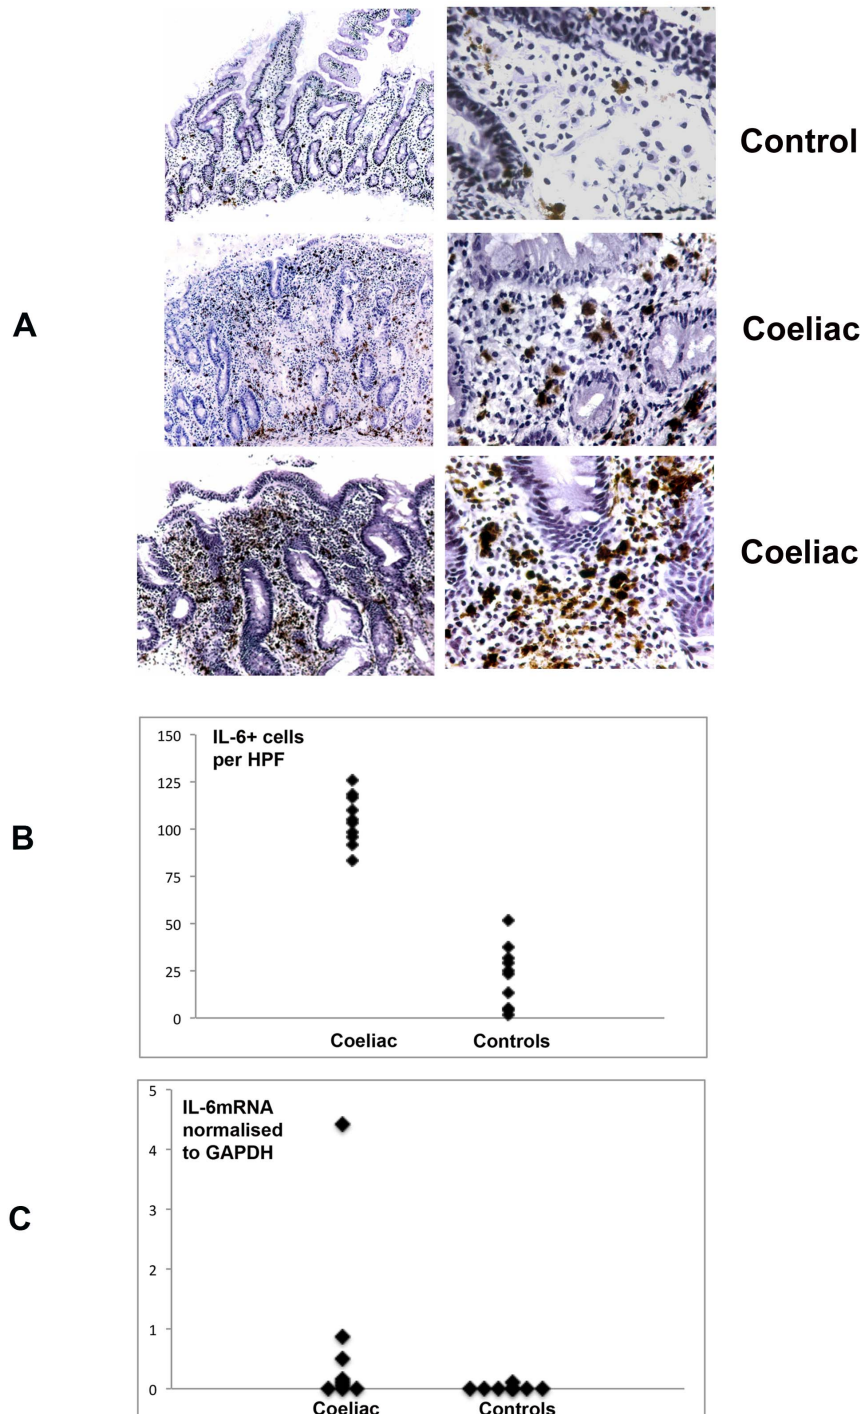 Control
A
Coeliac
Coeliac
B
IL-6+ cells
per HPF
150
125
100
75
50
25
0
Coeliac
Controls
C
IL-6mRNA
normalised
to GAPDH
5
4
3
2
1
0
Coeliac
Controls